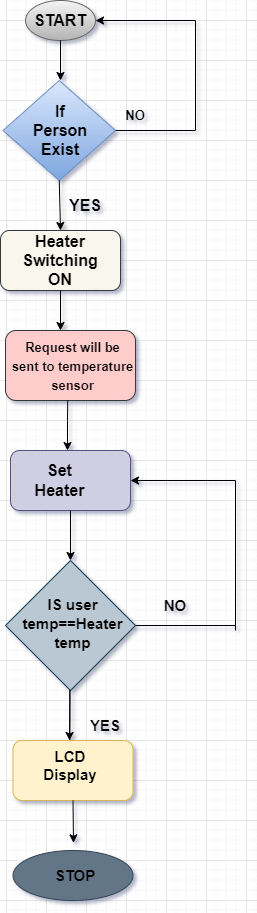 START
If
Person
Exist
NO
YES
Heater
Switching
ON
Request will be
sent to temperature
sensor
Set
Heater
IS user
temp==Heater
temp
NO
YES
LCD
Display
STOP